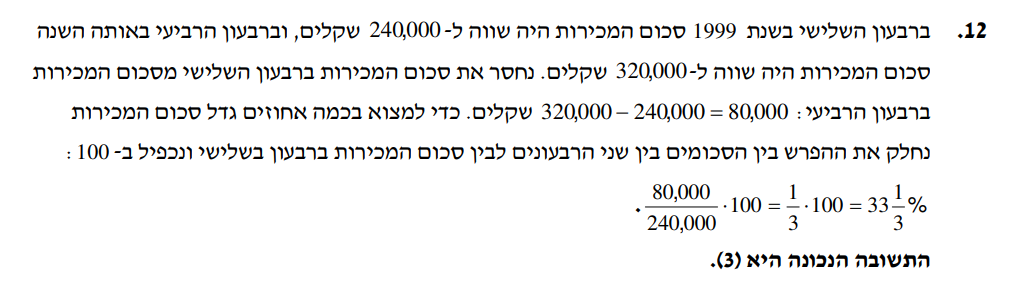 12. ברבעון השלישי בשנת 1999 סכום המכירות היה שווה ל-240,000 שקלים, וברבעון הרביעי באותה השנה
סכום המכירות היה שווה ל-320,000 שקלים. נחסר את סכום המכירות ברבעון השלישי מסכום המכירות
ברבעון הרביעי: 320,000 – 240,000 = 80,000 שקלים. כדי למצוא בכמה אחוזים גדל סכום המכירות
נחלק את ההפרש בין הסכומים בין שני הרבעונים לבין סכום המכירות ברבעון בשלישי ונכפיל ב- 100 :
80,000/240,000 · 100 = 1/3 · 100 = 33 1/3 %.
התשובה הנכונה היא (3).